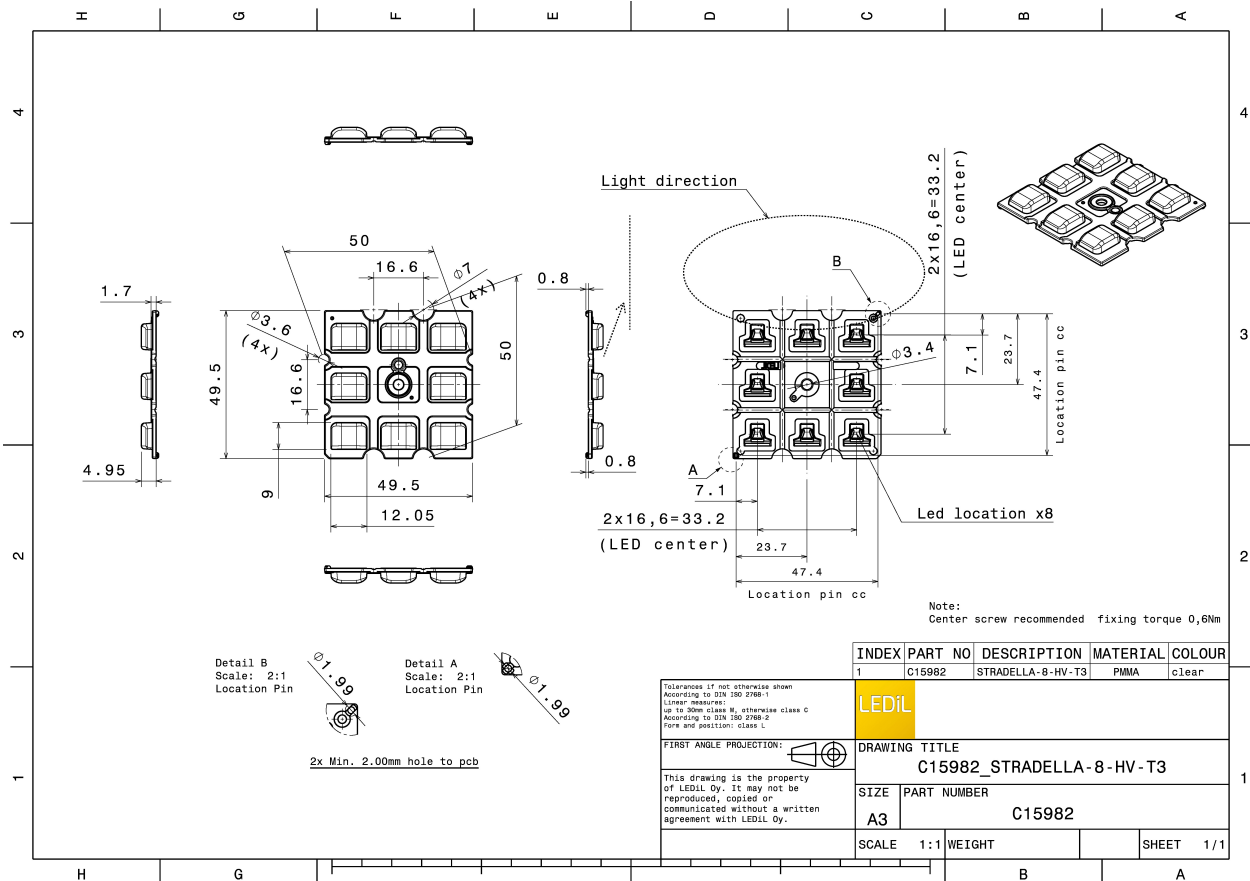 H G F E D C B A
4
4
Light direction
2x16,6=33.2
(LED center)
50
16.6
⌀7
(4x)
0.8
B
1.7
⌀3.6
(4x)
3
3
49.5
16.6
50
⌀3.4
7.1
23.7
47.4
Location pin cc
4.95
9
49.5
12.05
0.8
A
7.1
2x16,6=33.2
(LED center)
23.7
47.4
Location pin cc
Led location x8
2
2
Note:
Center screw recommended fixing torque 0,6Nm
Detail B
Scale: 2:1
Location Pin
⌀1.99
Detail A
Scale: 2:1
Location Pin
⌀1.99
2x Min. 2.00mm hole to pcb
INDEX PART NO DESCRIPTION MATERIAL COLOUR
1 C15982 STRADELLA-8-HV-T3 PMMA clear
Tolerances if not otherwise shown
According to DIN ISO 2768-1
Linear measures:
up to 30mm class M, otherwise class C
According to DIN ISO 2768-2
Form and position: class L
LEDiL
FIRST ANGLE PROJECTION:
DRAWING TITLE
C15982_STRADELLA-8-HV-T3
This drawing is the property
of LEDiL Oy. It may not be
reproduced, copied or
communicated without a written
agreement with LEDiL Oy.
SIZE PART NUMBER
A3 C15982
SCALE 1:1 WEIGHT SHEET 1/1
1
1
H G B A